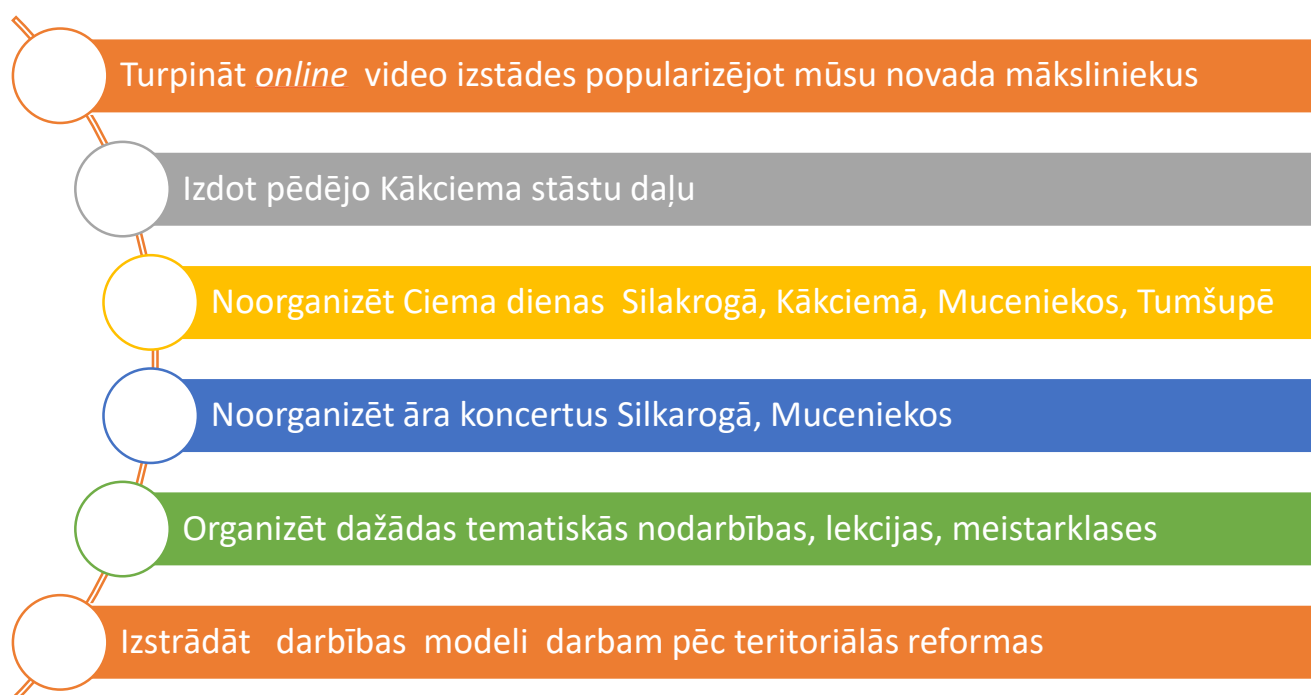 Turpināt online video izstādes popularizējot mūsu novada māksliniekus
Izdot pēdējo Kākciema stāstu daļu
Noorganizēt Ciema dienas Silakrogā, Kākciemā, Muceniekos, Tumšupē
Noorganizēt āra koncertus Silkarogā, Muceniekos
Organizēt dažādas tematiskās nodarbības, lekcijas, meistarklases
Izstrādāt darbības modeli darbam pēc teritoriālās reformas